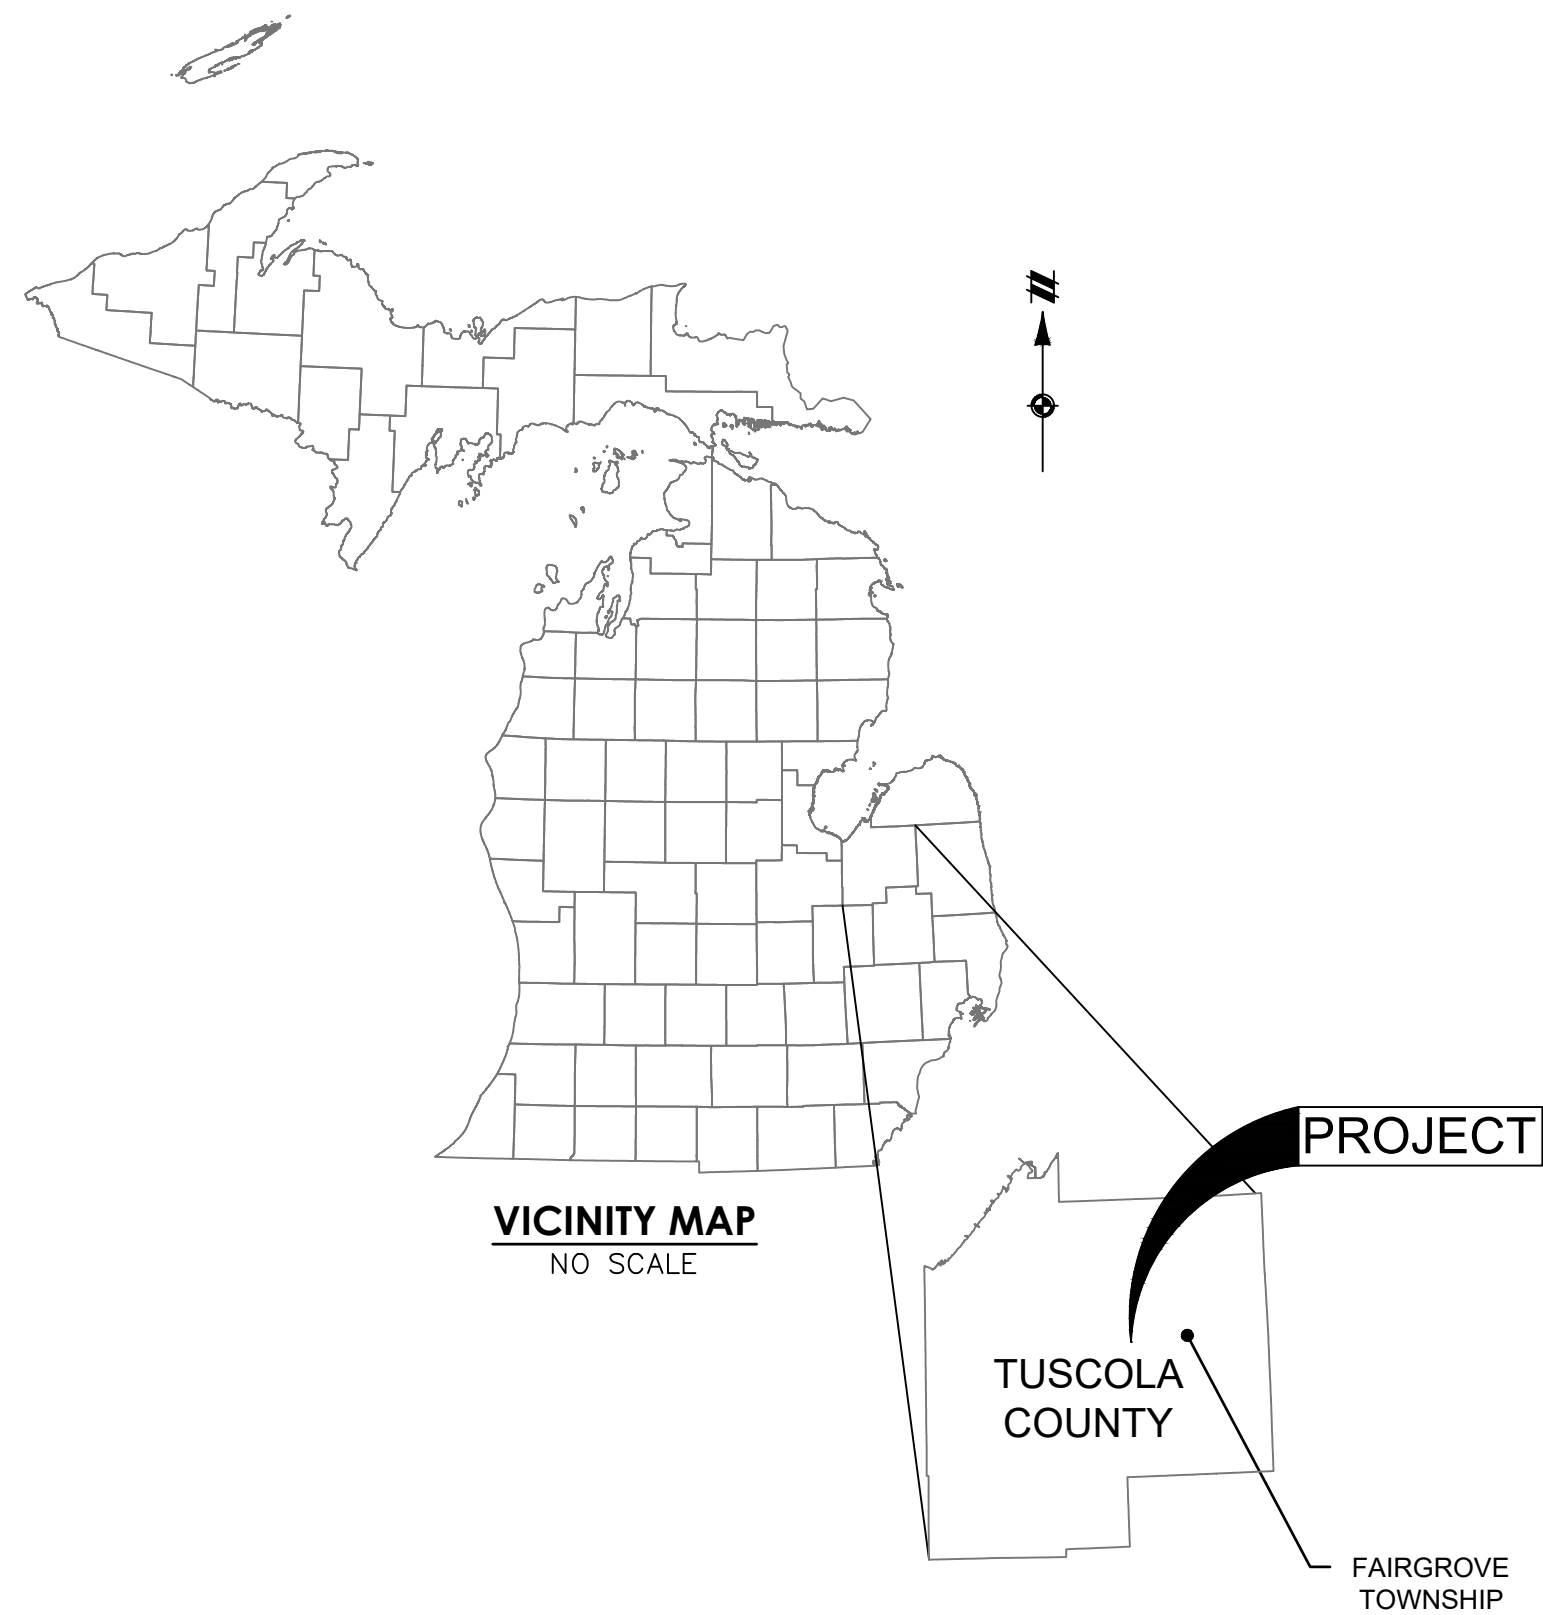 N
PROJECT
VICINITY MAP
NO SCALE
TUSCOLA
COUNTY
FAIRGROVE
TOWNSHIP